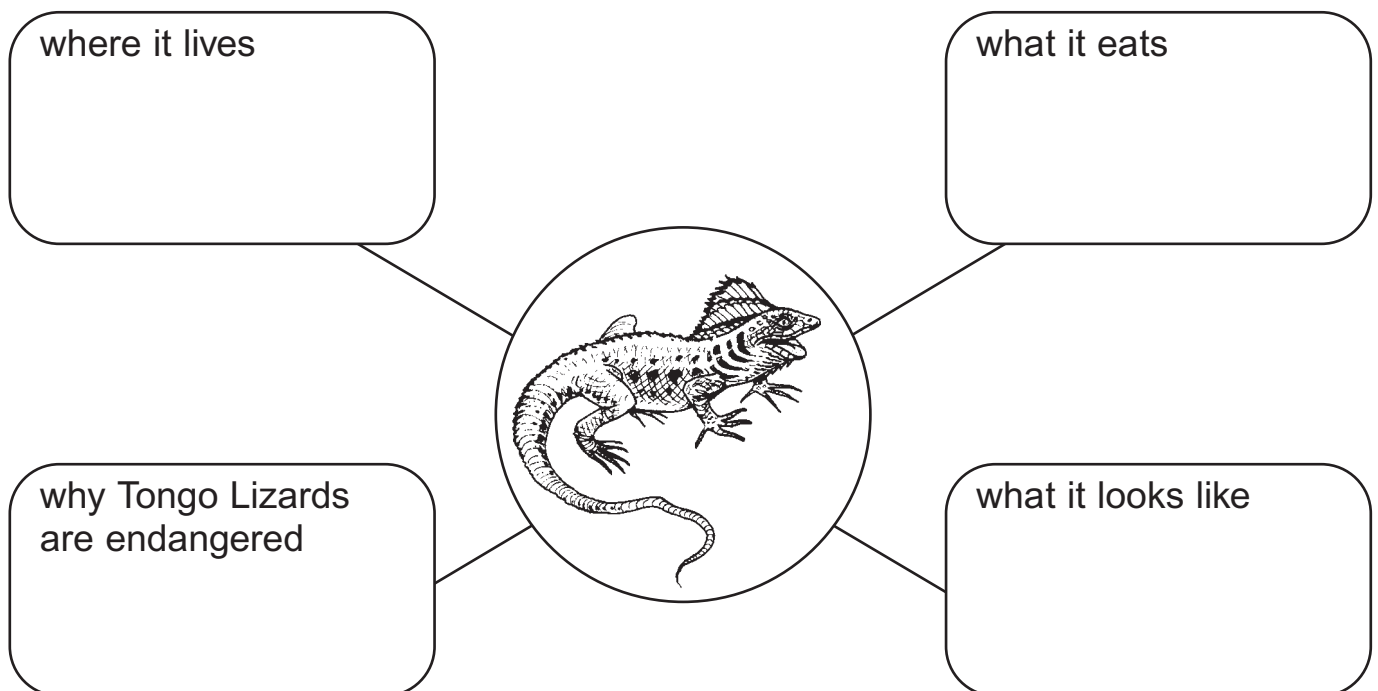 where it lives
what it eats
why Tongo Lizards
are endangered
what it looks like